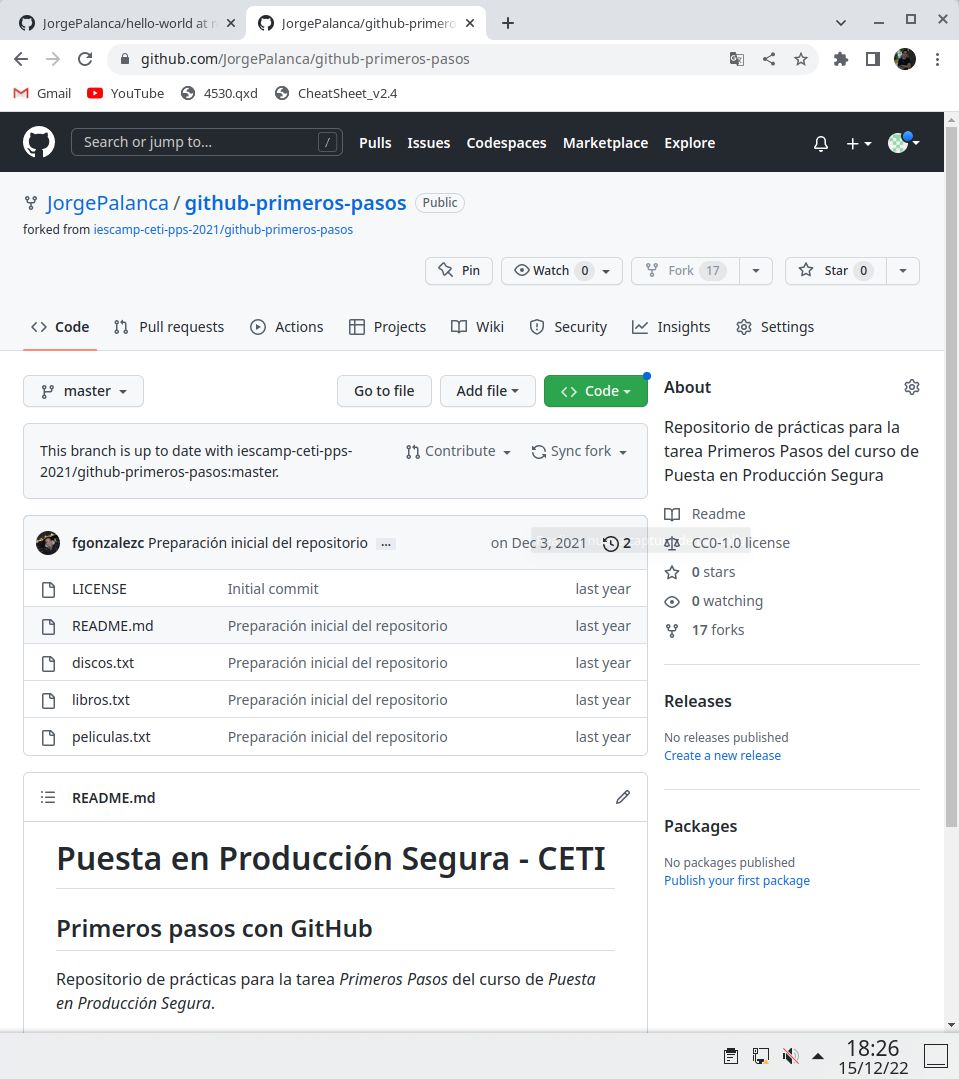 JorgePalanca/hello-world at r
JorgePalanca/github-primero
github.com/JorgePalanca/github-primeros-pasos
Gmail
YouTube
4530.qxd
CheatSheet_v2.4
Search or jump to...
/
Pulls
Issues
Codespaces
Marketplace
Explore
JorgePalanca / github-primeros-pasos
Public
forked from iescamp-ceti-pps-2021/github-primeros-pasos
Pin
Watch 0
Fork 17
Star 0
Code
Pull requests
Actions
Projects
Wiki
Security
Insights
Settings
master
Go to file
Add file
Code
This branch is up to date with iescamp-ceti-pps-
2021/github-primeros-pasos:master.
Contribute
Sync fork
fgonzalezc Preparación inicial del repositorio ...
on Dec 3, 2021
2
LICENSE Initial commit last year
README.md Preparación inicial del repositorio last year
discos.txt Preparación inicial del repositorio last year
libros.txt Preparación inicial del repositorio last year
peliculas.txt Preparación inicial del repositorio last year
README.md
Puesta en Producción Segura - CETI
Primeros pasos con GitHub
Repositorio de prácticas para la tarea Primeros Pasos del curso de Puesta
en Producción Segura.
About
Repositorio de prácticas para la
tarea Primeros Pasos del curso de
Puesta en Producción Segura
Readme
CC0-1.0 license
0 stars
0 watching
17 forks
Releases
No releases published
Create a new release
Packages
No packages published
Publish your first package
18:26
15/12/22